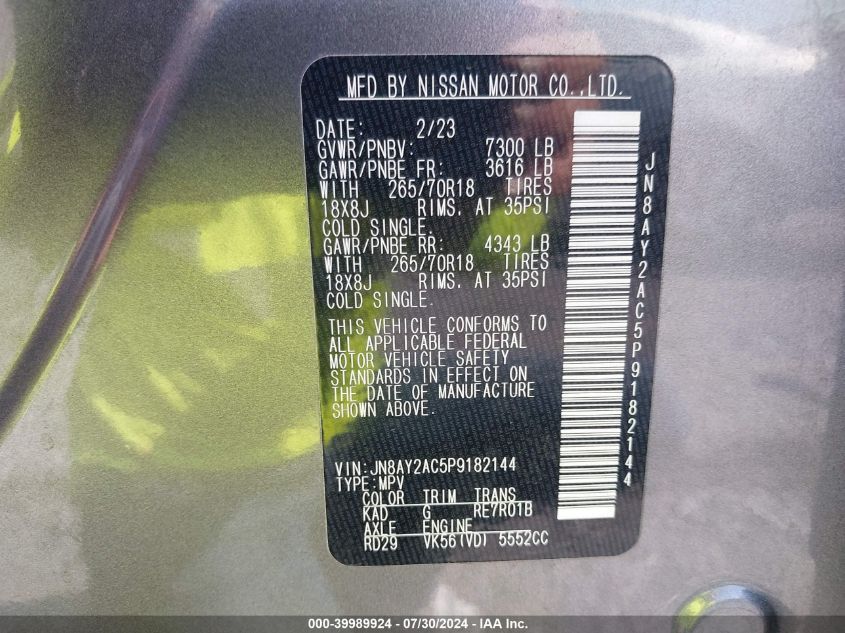 MFD BY NISSAN MOTOR CO.,LTD.
DATE: 2/23
GVWR/PNBV: 7300 LB
GAWR/PNBE FR: 3616 LB
WITH 265/70R18 TIRES
18X8J RIMS. AT 35PSI
COLD SINGLE.
GAWR/PNBE RR: 4343 LB
WITH 265/70R18 TIRES
18X8J RIMS. AT 35PSI
COLD SINGLE.
THIS VEHICLE CONFORMS TO
ALL APPLICABLE FEDERAL
MOTOR VEHICLE SAFETY
STANDARDS IN EFFECT ON
THE DATE OF MANUFACTURE
SHOWN ABOVE.
VIN:JN8AY2AC5P9182144
TYPE:MPV
COLOR TRIM TRANS
KAD G RE7R01B
AXLE ENGINE
RD29 VK56(VD) 5552CC
JN8AY2AC5P9182144
000-39989924 / 07/30/2024 - IAA Inc.